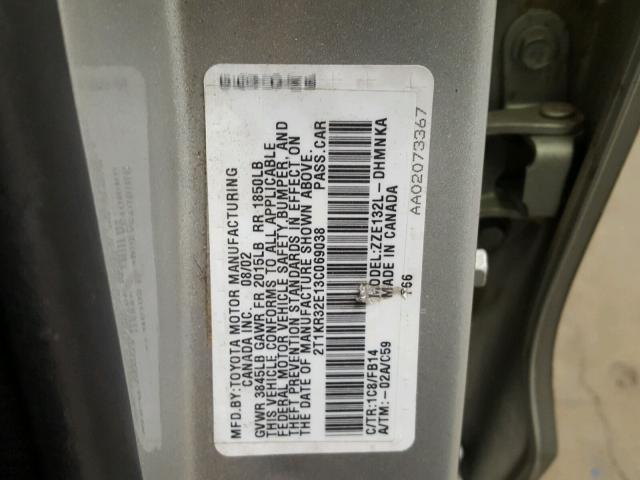 MFD.BY:TOYOTA MOTOR MANUFACTURING
CANADA INC. 08/02
GVWR 3845LB GAWR FR 2015LB RR 1850LB
THIS VEHICLE CONFORMS TO ALL APPLICABLE
FEDERAL MOTOR VEHICLE SAFETY, BUMPER, AND
THEFT PREVENTION STANDARDS IN EFFECT ON
THE DATE OF MANUFACTURE SHOWN ABOVE.
2T1KR32E13C069038 PASS.CAR
C/TR:1C8/FB14 MODEL:ZZE132L-DHMNKA
A/TM:-02A/C59 MADE IN CANADA
166
AA02073367